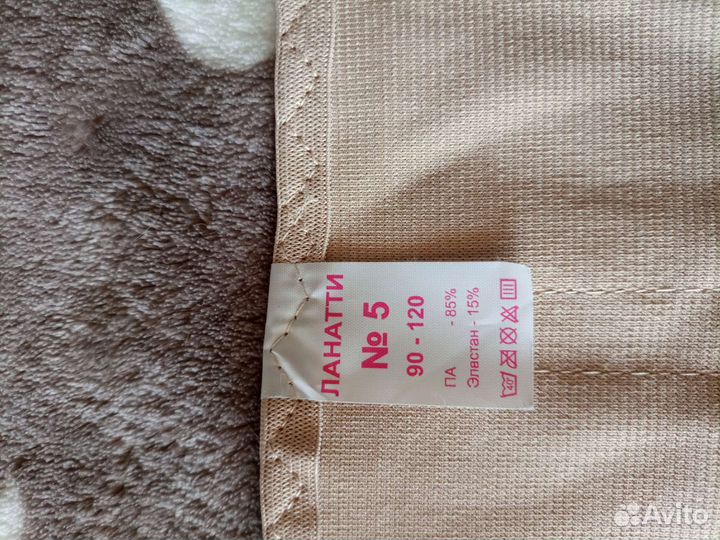 ЛАНАТТИ
№ 5
90 - 120
ПА - 85%
Эластан - 15%
Avito